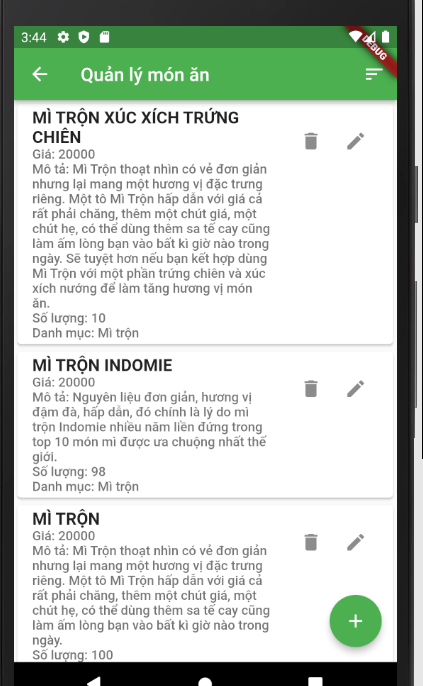 3:44
DEBUG
Quản lý món ăn
MÌ TRỘN XÚC XÍCH TRỨNG
CHIÊN
Giá: 20000
Mô tả: Mì Trộn thoạt nhìn có vẻ đơn giản
nhưng lại mang một hương vị đặc trưng
riêng. Một tô Mì Trộn hấp dẫn với giá cả
rất phải chăng, thêm một chút giá, một
chút hẹ, có thể dùng thêm sa tế cay cũng
làm ấm lòng bạn vào bất kì giờ nào trong
ngày. Sẽ tuyệt hơn nếu bạn kết hợp dùng
Mì Trộn với một phần trứng chiên và xúc
xích nướng để làm tăng hương vị món
ăn.
Số lượng: 10
Danh mục: Mì trộn
MÌ TRỘN INDOMIE
Giá: 20000
Mô tả: Nguyên liệu đơn giản, hương vị
đậm đà, hấp dẫn, đó chính là lý do mì
trộn Indomie nhiều năm liền đứng trong
top 10 món mì được ưa chuộng nhất thế
giới.
Số lượng: 98
Danh mục: Mì trộn
MÌ TRỘN
Giá: 20000
Mô tả: Mì Trộn thoạt nhìn có vẻ đơn giản
nhưng lại mang một hương vị đặc trưng
riêng. Một tô Mì Trộn hấp dẫn với giá cả
rất phải chăng, thêm một chút giá, một
chút hẹ, có thể dùng thêm sa tế cay cũng
làm ấm lòng bạn vào bất kì giờ nào trong
ngày.
Số lượng: 100